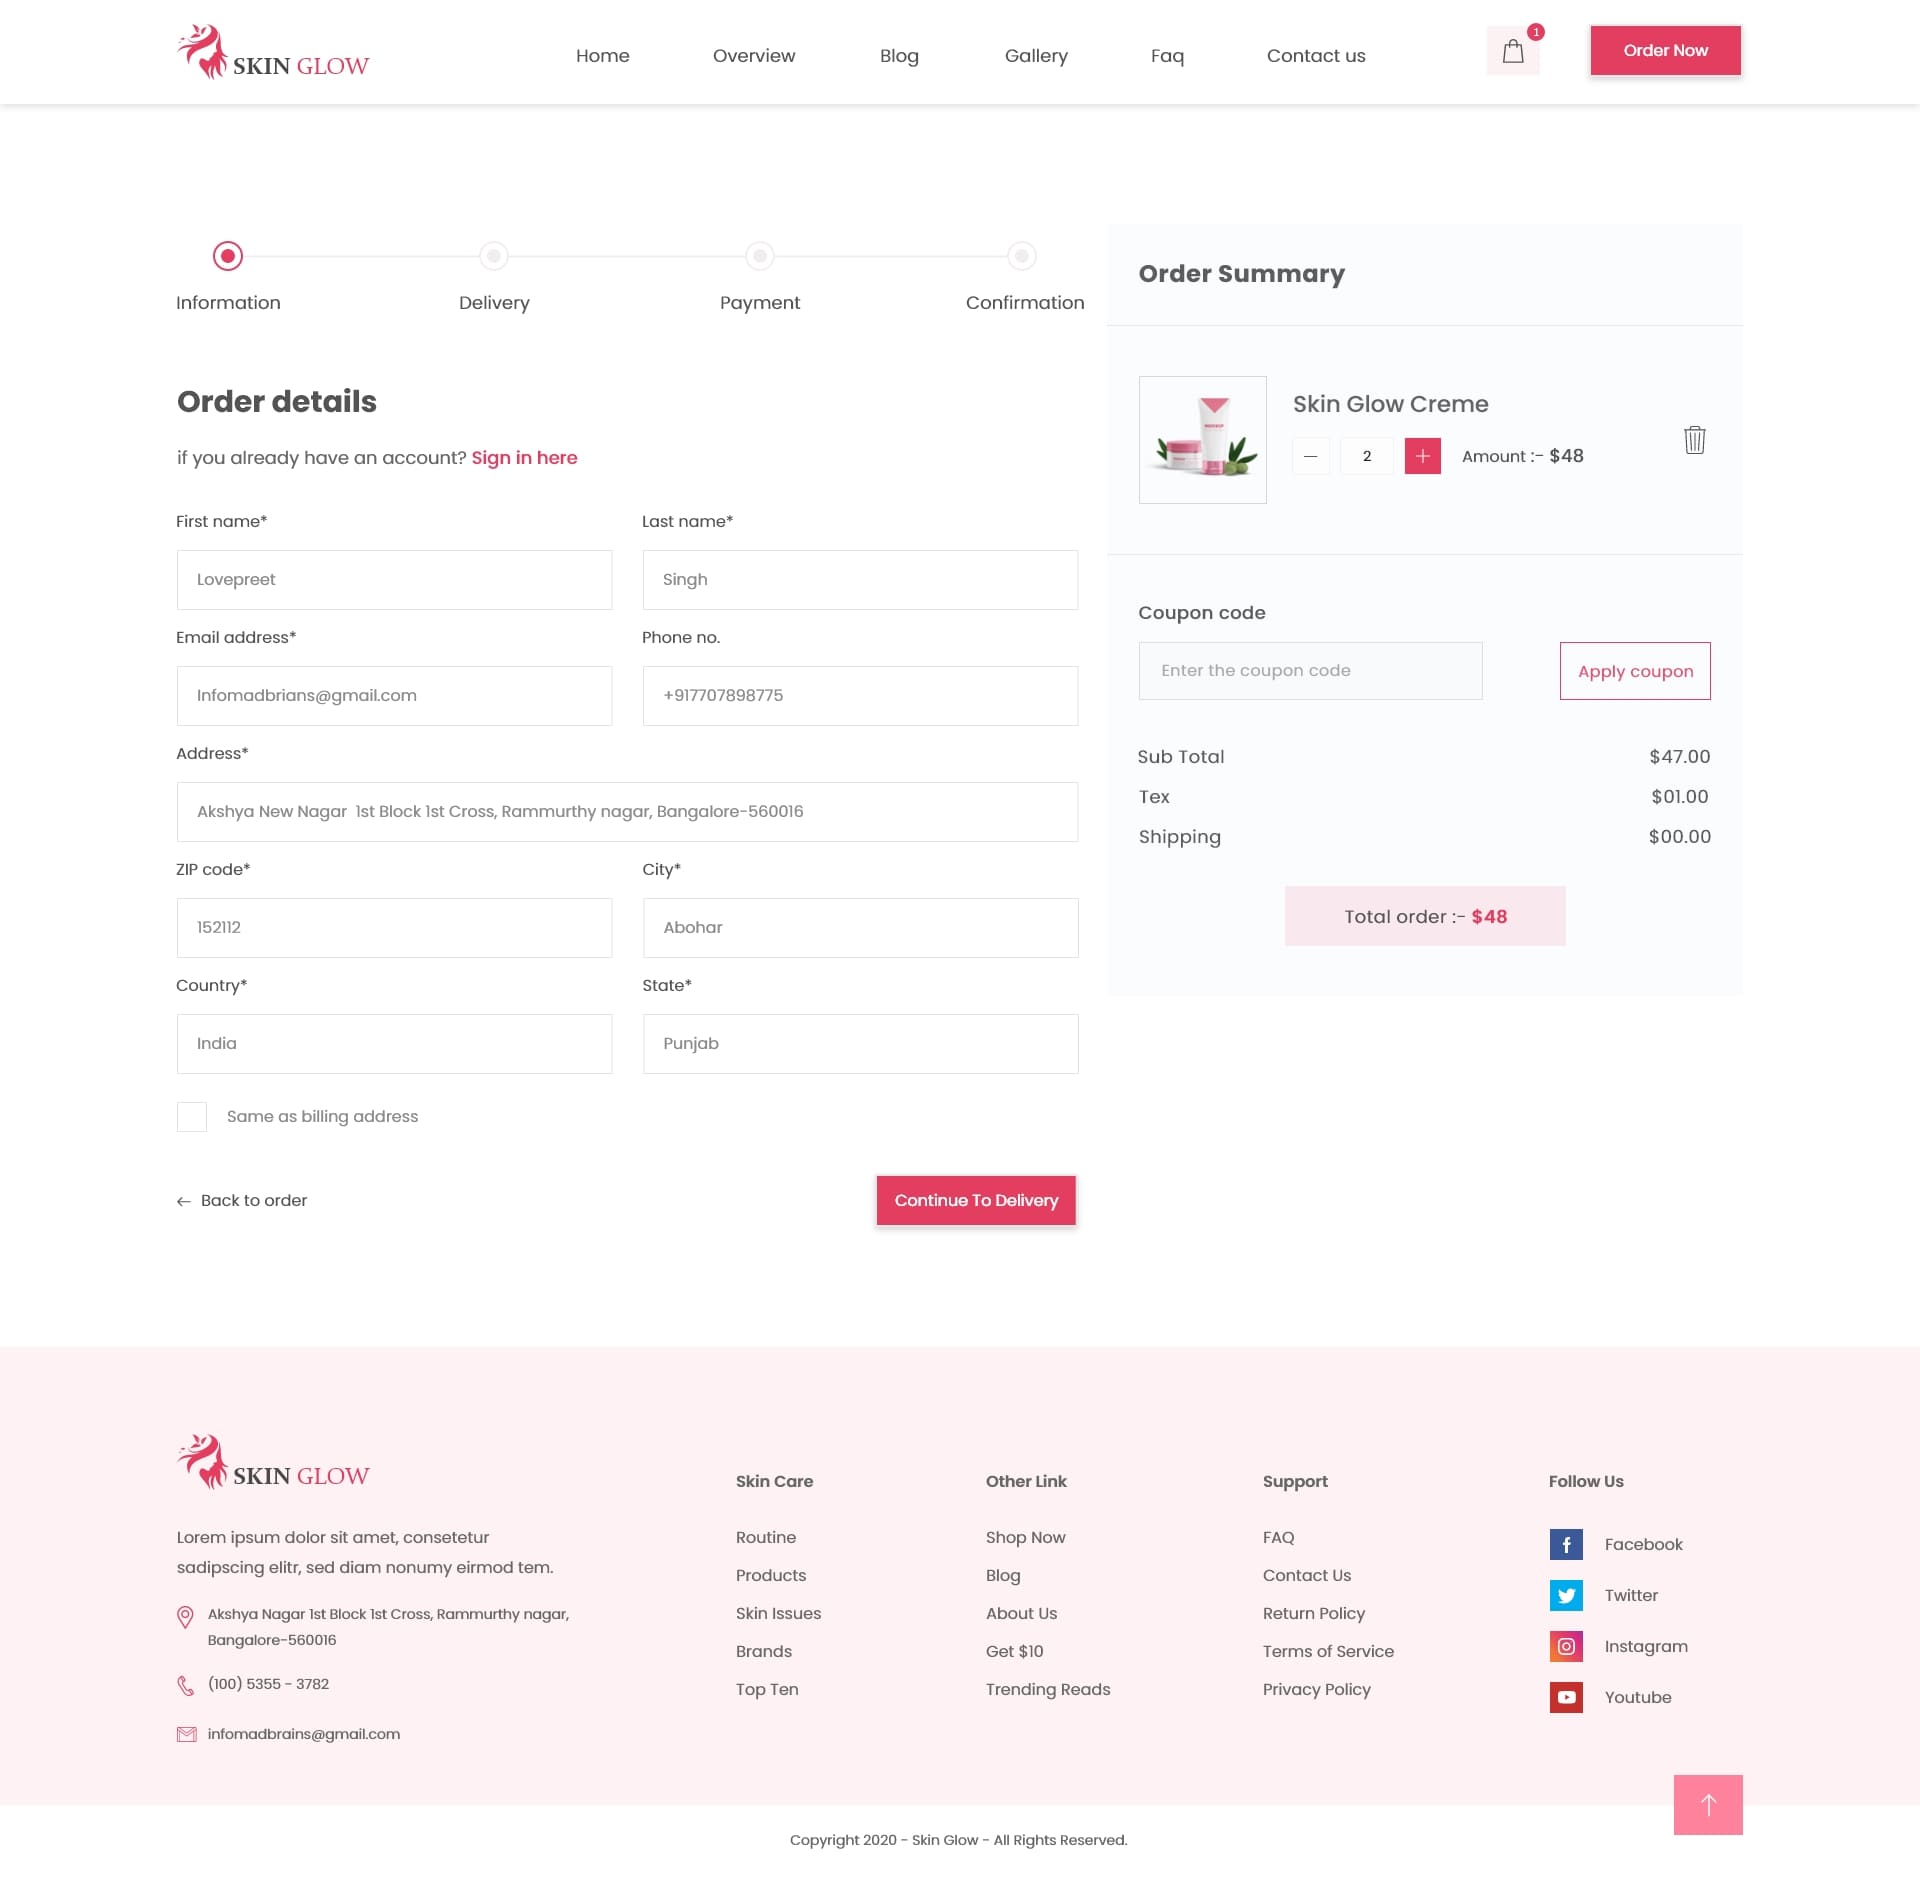 SKIN GLOW
Home
Overview
Blog
Gallery
Faq
Contact us
1
Order Now
Information
Delivery
Payment
Confirmation
Order details
if you already have an account? Sign in here
First name*
Last name*
Lovepreet
Singh
Email address*
Phone no.
Infomadbrians@gmail.com
+917707898775
Address*
Akshya New Nagar  1st Block 1st Cross, Rammurthy nagar, Bangalore-560016
ZIP code*
City*
152112
Abohar
Country*
State*
India
Punjab
Same as billing address
← Back to order
Continue To Delivery
Order Summary
Skin Glow Creme
2
Amount :- $48
Coupon code
Enter the coupon code
Apply coupon
Sub Total
$47.00
Tex
$01.00
Shipping
$00.00
Total order :- $48
SKIN GLOW
Lorem ipsum dolor sit amet, consetetur
sadipscing elitr, sed diam nonumy eirmod tem.
Akshya Nagar 1st Block 1st Cross, Rammurthy nagar,
Bangalore-560016
(100) 5355 - 3782
infomadbrains@gmail.com
Skin Care
Routine
Products
Skin Issues
Brands
Top Ten
Other Link
Shop Now
Blog
About Us
Get $10
Trending Reads
Support
FAQ
Contact Us
Return Policy
Terms of Service
Privacy Policy
Follow Us
Facebook
Twitter
Instagram
Youtube
Copyright 2020 - Skin Glow - All Rights Reserved.